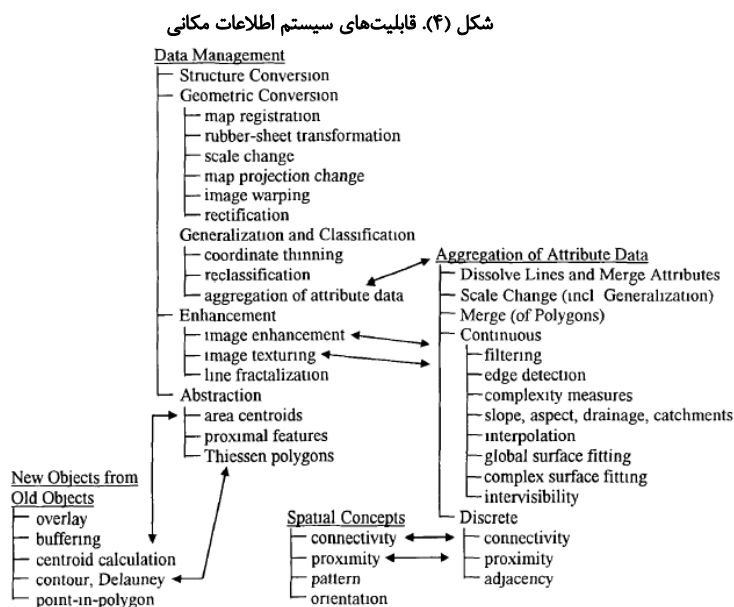 شکل (۴). قابلیت‌های سیستم اطلاعات مکانی
Data Management
Structure Conversion
Geometric Conversion
map registration
rubber-sheet transformation
scale change
map projection change
image warping
rectification
Generalization and Classification
coordinate thinning
reclassification
aggregation of attribute data
Enhancement
image enhancement
image texturing
line fractalization
Abstraction
area centroids
proximal features
Thiessen polygons
Aggregation of Attribute Data
Dissolve Lines and Merge Attributes
Scale Change (incl Generalization)
Merge (of Polygons)
Continuous
filtering
edge detection
complexity measures
slope, aspect, drainage, catchments
interpolation
global surface fitting
complex surface fitting
intervisibility
Discrete
connectivity
proximity
adjacency
New Objects from
Old Objects
overlay
buffering
centroid calculation
contour, Delauney
point-in-polygon
Spatial Concepts
connectivity
proximity
pattern
orientation